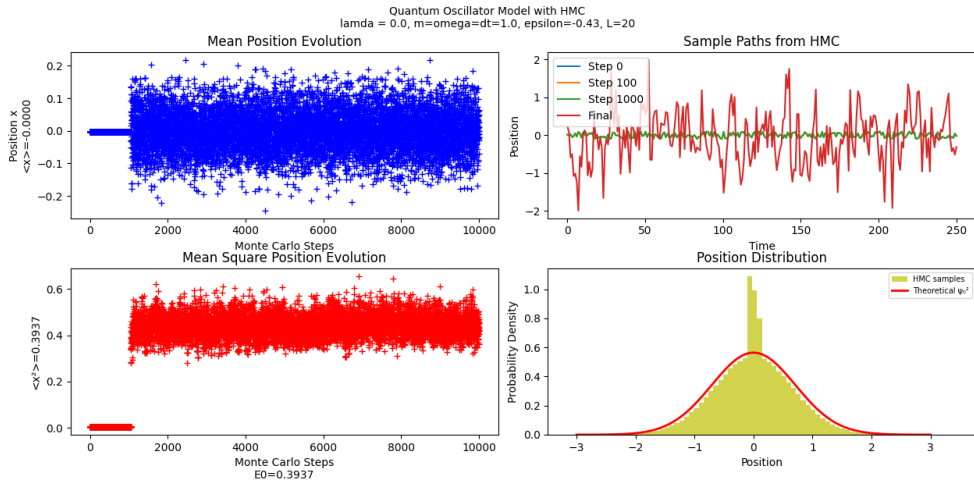 Quantum Oscillator Model with HMC
lamda = 0.0, m=omega=dt=1.0, epsilon=-0.43, L=20
Mean Position Evolution
Position x
<x>=-0.0000
0.2
0.1
0.0
−0.1
−0.2
0
2000
4000
6000
8000
10000
Monte Carlo Steps
Sample Paths from HMC
Step 0
Step 100
Step 1000
Final
Position
2
1
0
−1
−2
0
50
100
150
200
250
Time
Mean Square Position Evolution
<x²>=0.3937
0.6
0.4
0.2
0.0
0
2000
4000
6000
8000
10000
Monte Carlo Steps
E0=0.3937
Position Distribution
HMC samples
Theoretical ψ₀²
Probability Density
1.0
0.8
0.6
0.4
0.2
0.0
−3
−2
−1
0
1
2
3
Position